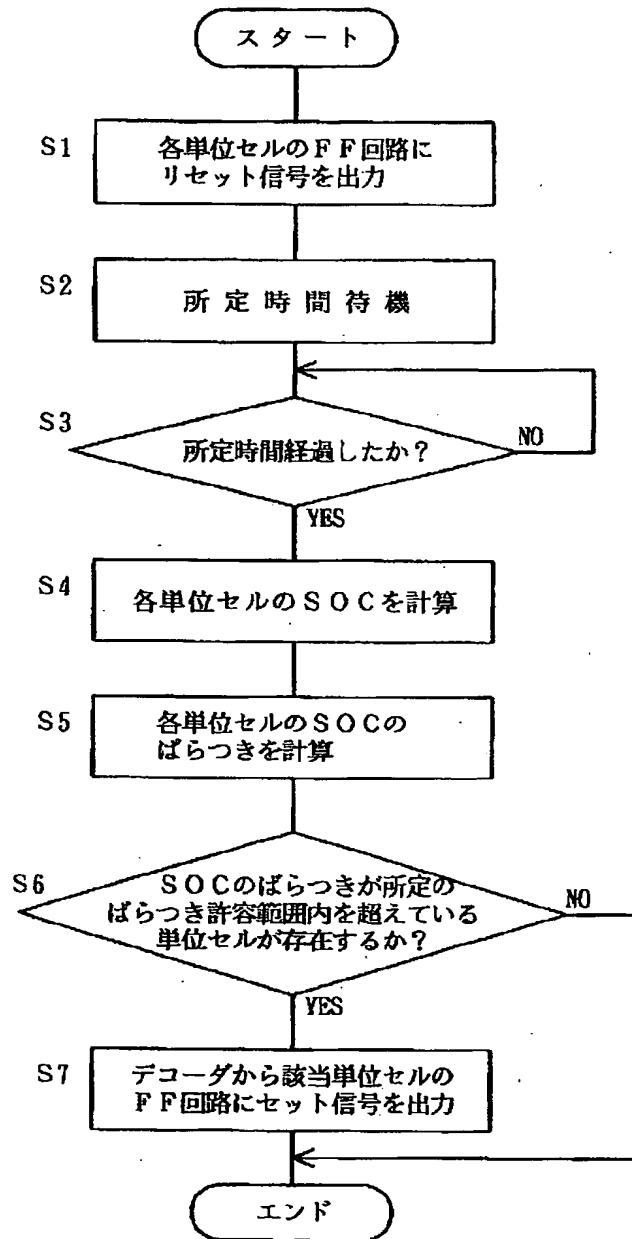 スタート
S1
各単位セルのFF回路に
リセット信号を出力
S2
所定時間待機
S3
所定時間経過したか？
NO
YES
S4
各単位セルのSOCを計算
S5
各単位セルのSOCの
ばらつきを計算
S6
SOCのばらつきが所定の
ばらつき許容範囲内を超えている
単位セルが存在するか？
NO
YES
S7
デコーダから該当単位セルの
FF回路にセット信号を出力
エンド